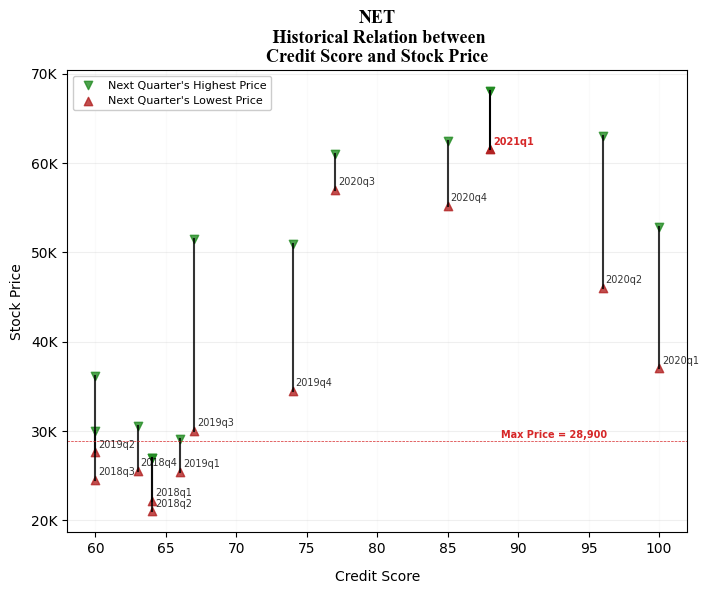 NET
Historical Relation between
Credit Score and Stock Price
Next Quarter's Highest Price
Next Quarter's Lowest Price
70K
60K
50K
40K
30K
20K
Stock Price
2021q1
2020q3
2020q4
2020q2
2019q4
2020q1
2019q3
Max Price = 28,900
2019q2
2018q3
2018q4
2019q1
2018q1
2018q2
60 65 70 75 80 85 90 95 100
Credit Score